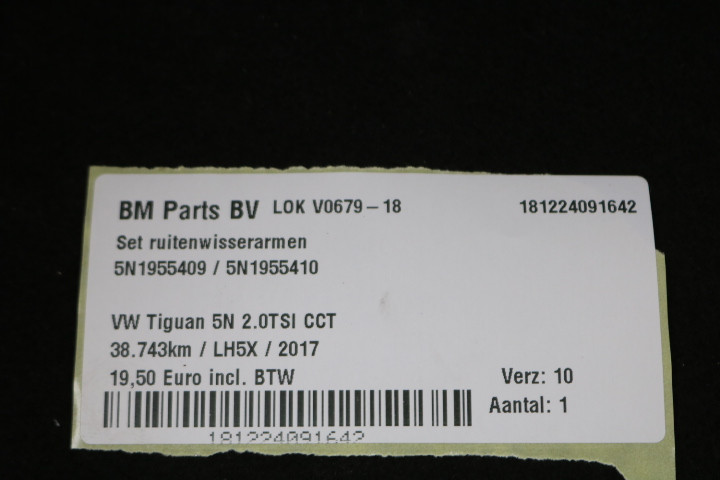 BM Parts BV LOK V0679-18 181224091642
Set ruitenwisserarmen
5N1955409 / 5N1955410
VW Tiguan 5N 2.0TSI CCT
38.743km / LH5X / 2017
19,50 Euro incl. BTW Verz: 10
Aantal: 1
181224091642